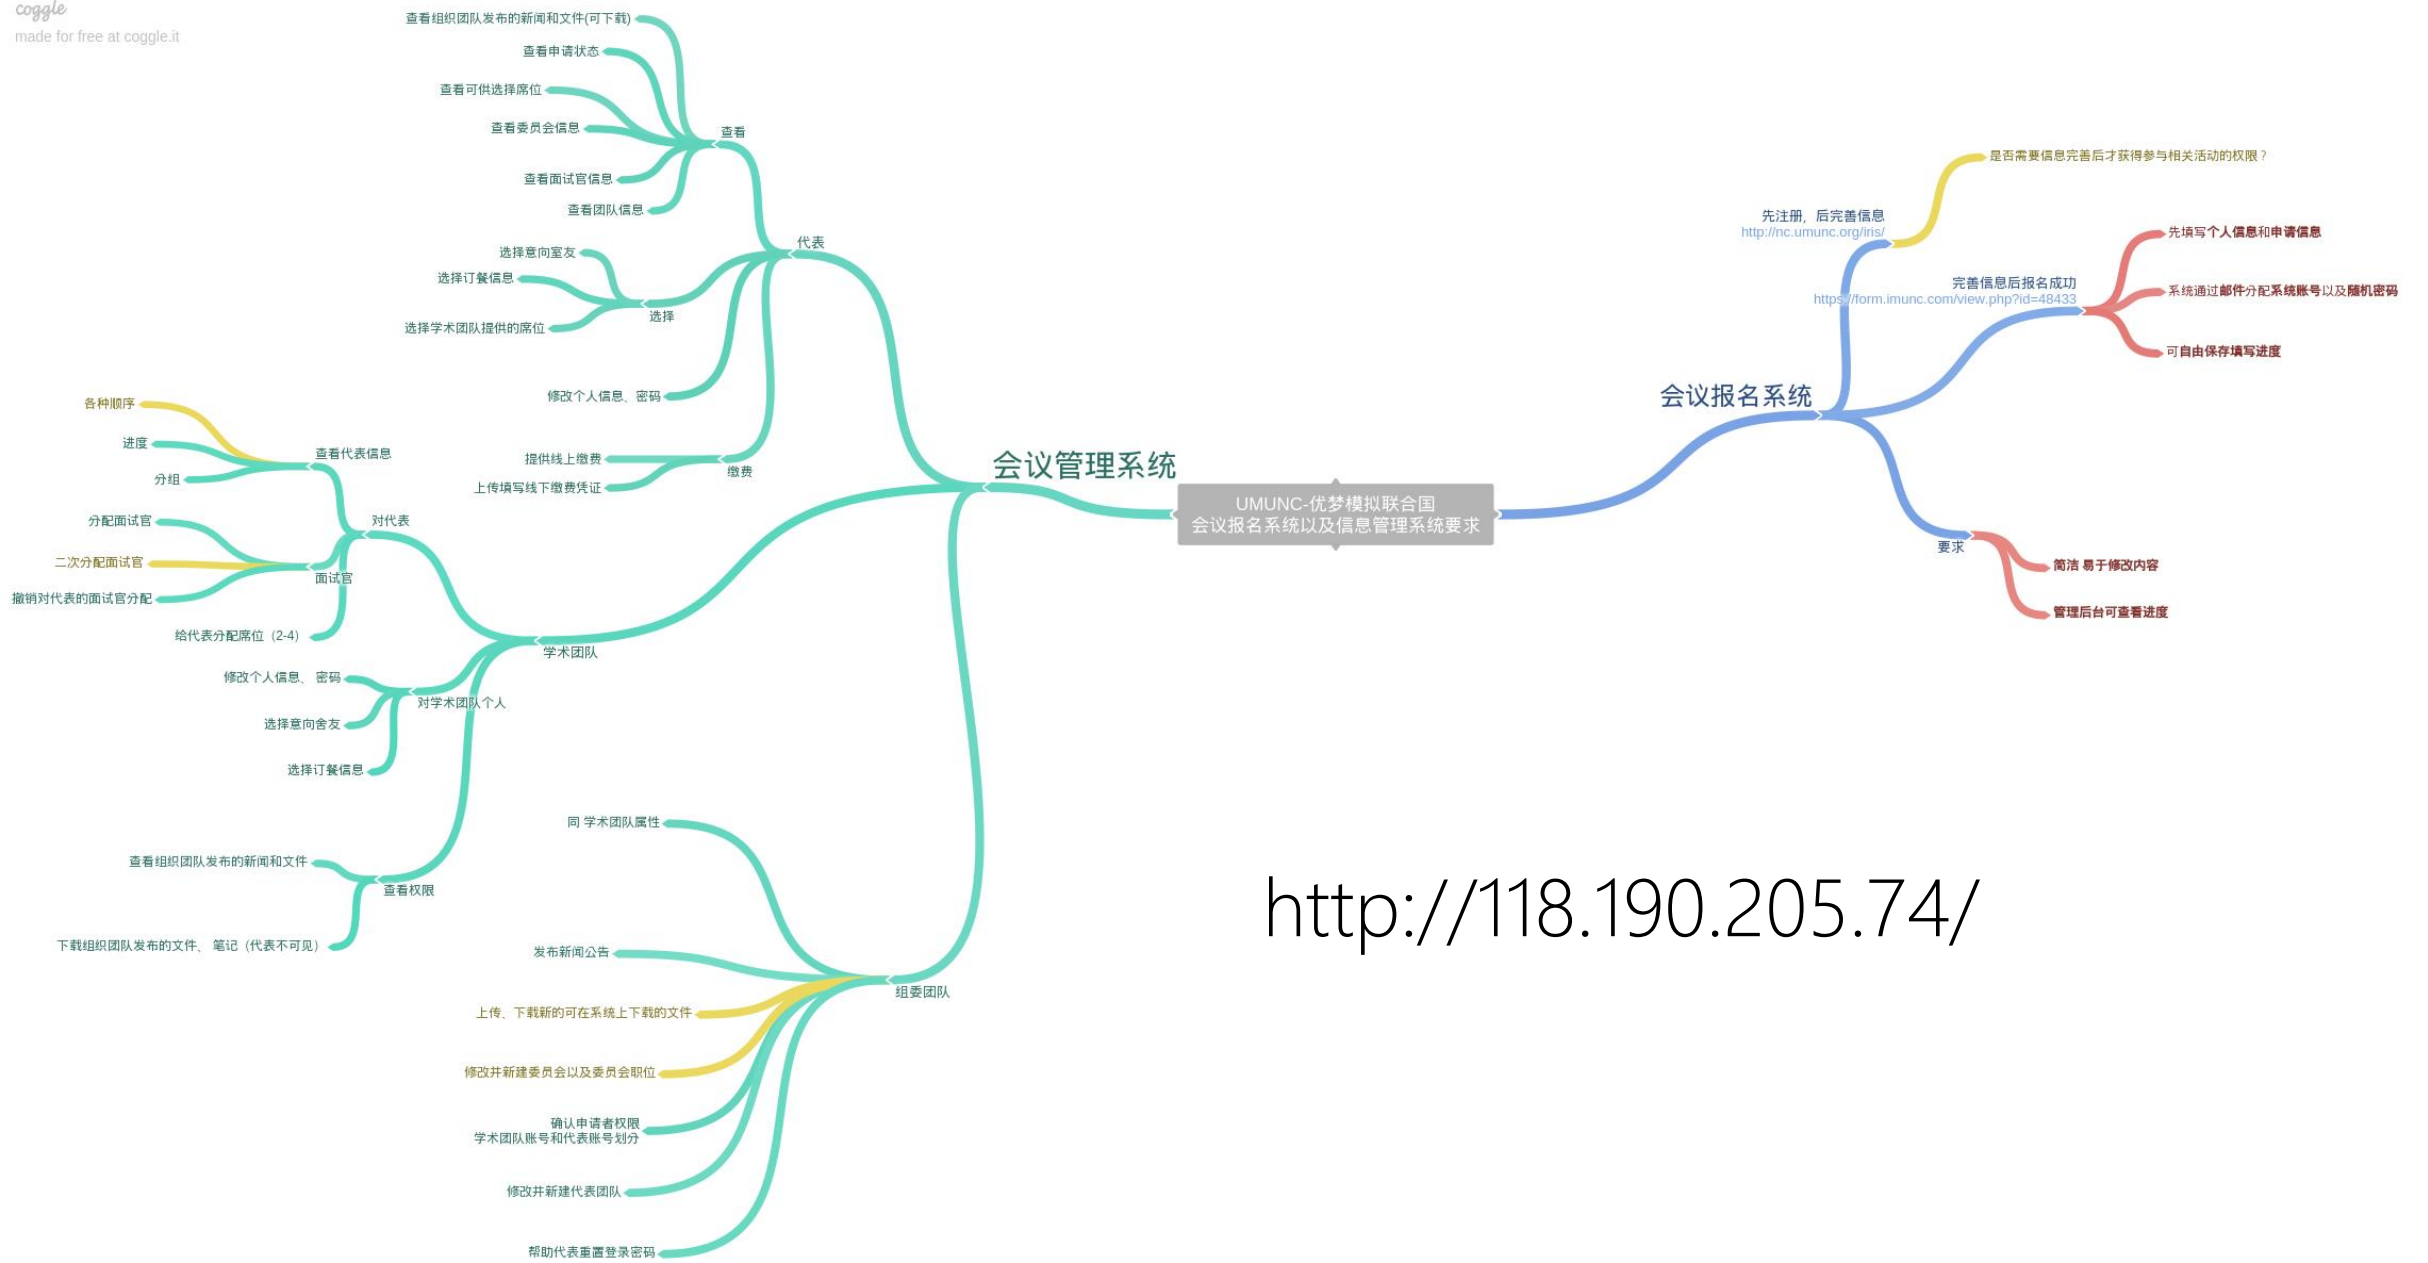 coggle
made for free at coggle.it
查看组织团队发布的新闻和文件(可下载)
查看申请状态
查看可供选择席位
查看委员会信息
查看面试官信息
查看团队信息
查看
选择意向室友
选择订餐信息
选择学术团队提供的席位
选择
修改个人信息、密码
提供线上缴费
上传填写线下缴费凭证
缴费
代表
各种顺序
进度
分组
查看代表信息
分配面试官
二次分配面试官
撤销对代表的面试官分配
面试官
给代表分配席位（2-4）
对代表
修改个人信息、 密码
选择意向舍友
选择订餐信息
对学术团队个人
查看组织团队发布的新闻和文件
下载组织团队发布的文件、 笔记（代表不可见）
查看权限
学术团队
同 学术团队属性
发布新闻公告
上传、下载新的可在系统上下载的文件
修改并新建委员会以及委员会职位
确认申请者权限
学术团队账号和代表账号划分
修改并新建代表团队
帮助代表重置登录密码
组委团队
会议管理系统
UMUNC-优梦模拟联合国
会议报名系统以及信息管理系统要求
会议报名系统
先注册，后完善信息
http://nc.umunc.org/iris/
是否需要信息完善后才获得参与相关活动的权限？
完善信息后报名成功
https://form.imunc.com/view.php?id=48433
先填写个人信息和申请信息
系统通过邮件分配系统账号以及随机密码
可自由保存填写进度
要求
简洁 易于修改内容
管理后台可查看进度
http://118.190.205.74/